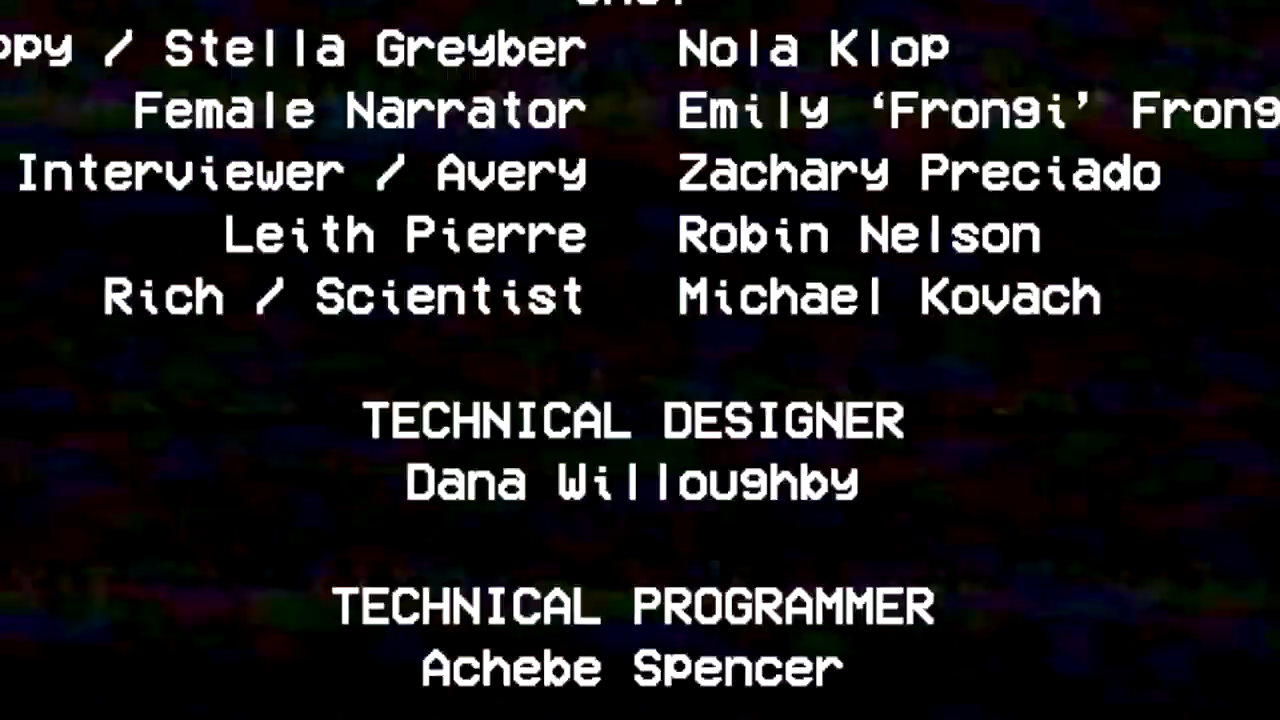 Stella Greyber Nola Klop
Female Narrator Emily ‘Frongi’
Interviewer / Avery Zachary Preciado
Leith Pierre Robin Nelson
Rich / Scientist Michael Kovach
TECHNICAL DESIGNER
Dana Willoughby
TECHNICAL PROGRAMMER
Achebe Spencer